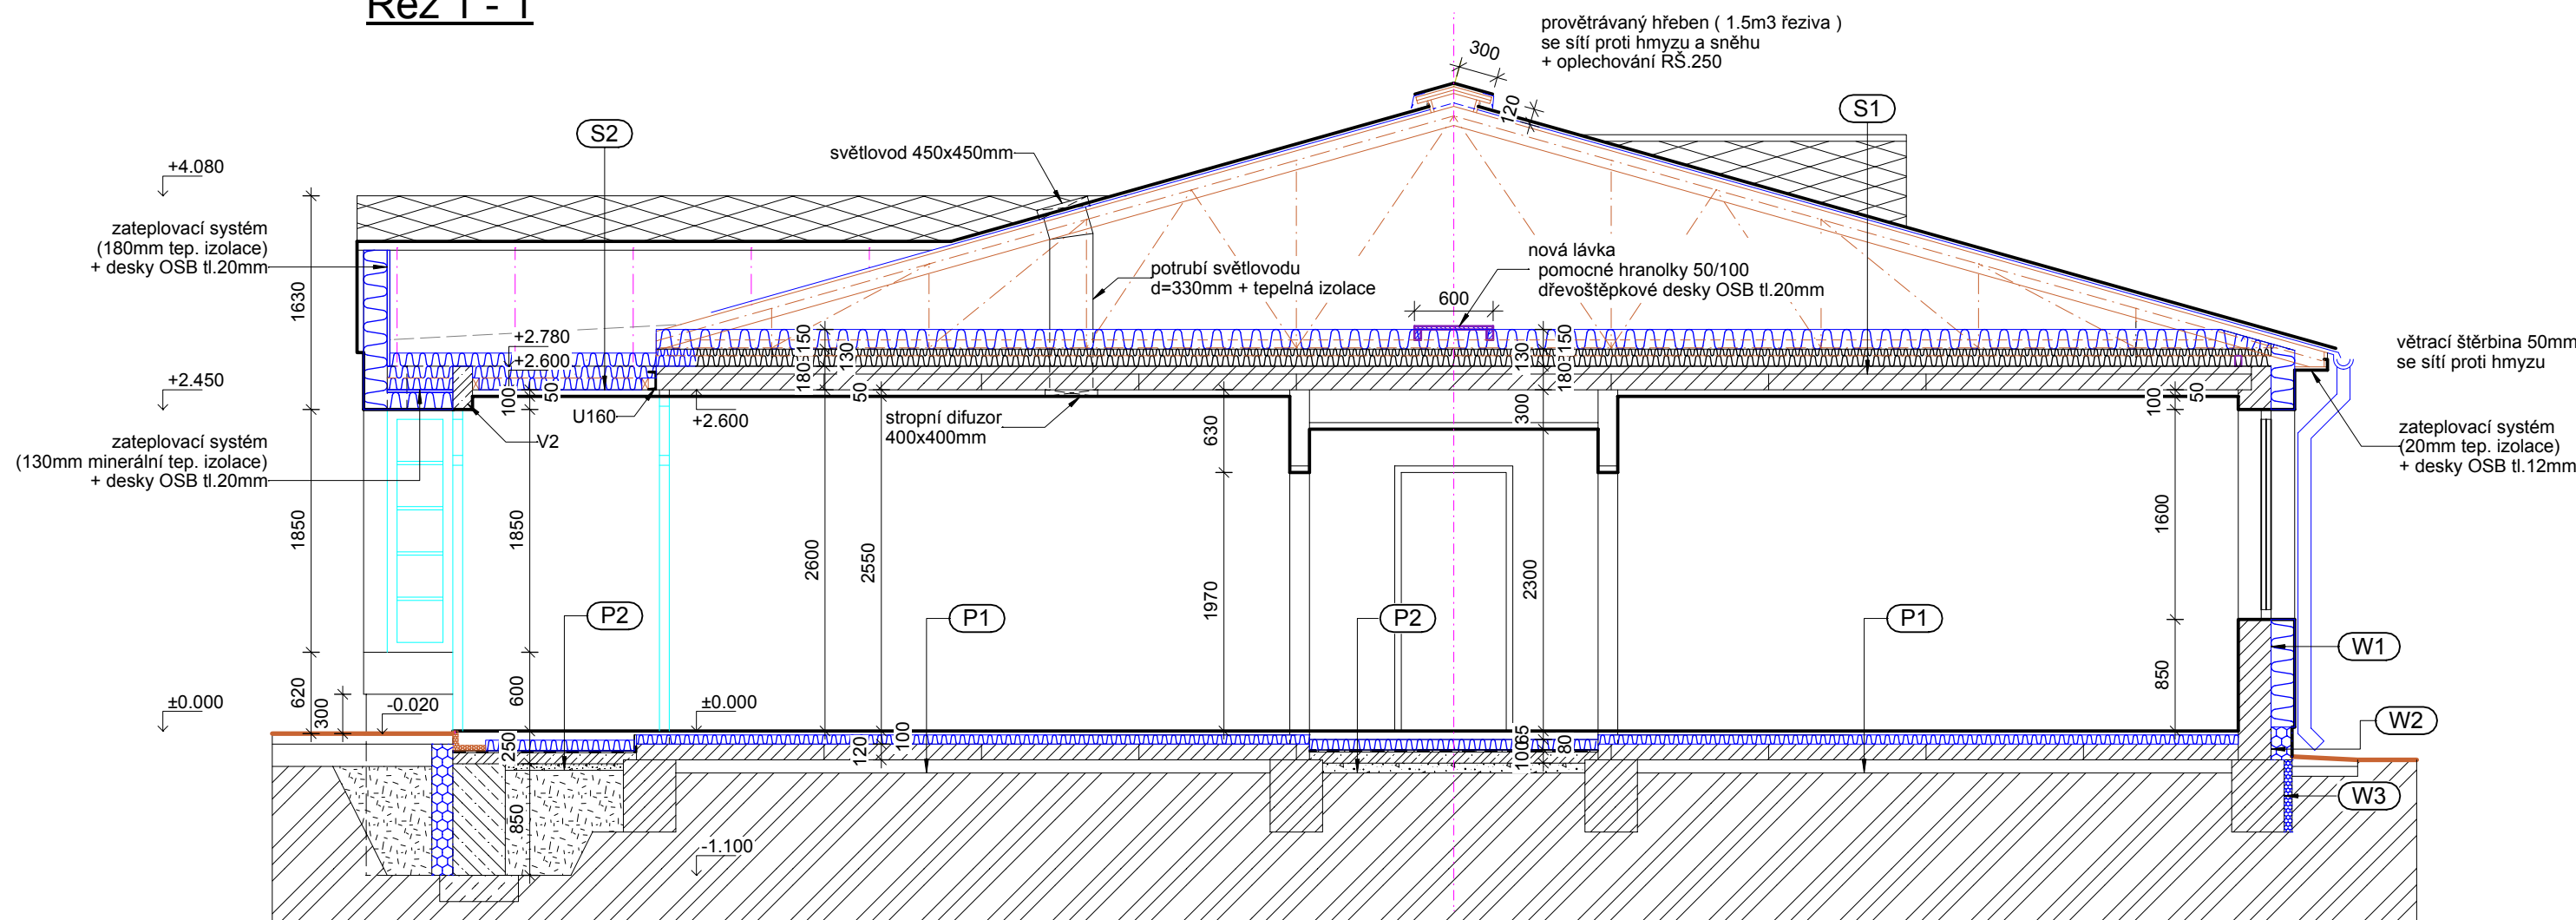 Řez 1 - 1
provětrávaný hřeben ( 1.5m3 řeziva )
se sítí proti hmyzu a sněhu
+ oplechování RŠ.250
300
120
S2
S1
světlovod 450x450mm
+4.080
zateplovací systém
(180mm tep. izolace)
+ desky OSB tl.20mm
1630
nová lávka
pomocné hranolky 50/100
dřevoštěpkové desky OSB tl.20mm
potrubí světlovodu
d=330mm + tepelná izolace
600
+2.780
+2.600
150
130
180
150
130
180
větrací štěrbina 50mm
se sítí proti hmyzu
+2.450
100
50
U160
+2.600
50
stropní difuzor
400x400mm
630
300
100
50
V2
zateplovací systém
(130mm minerální tep. izolace)
+ desky OSB tl.20mm
zateplovací systém
(20mm tep. izolace)
+ desky OSB tl.12mm
1850
1850
2600
2550
1970
2300
1600
P2
P1
P2
P1
W1
620
300
600
850
±0.000
-0.020
±0.000
W2
250
120
100
65
100
80
W3
850
-1.100